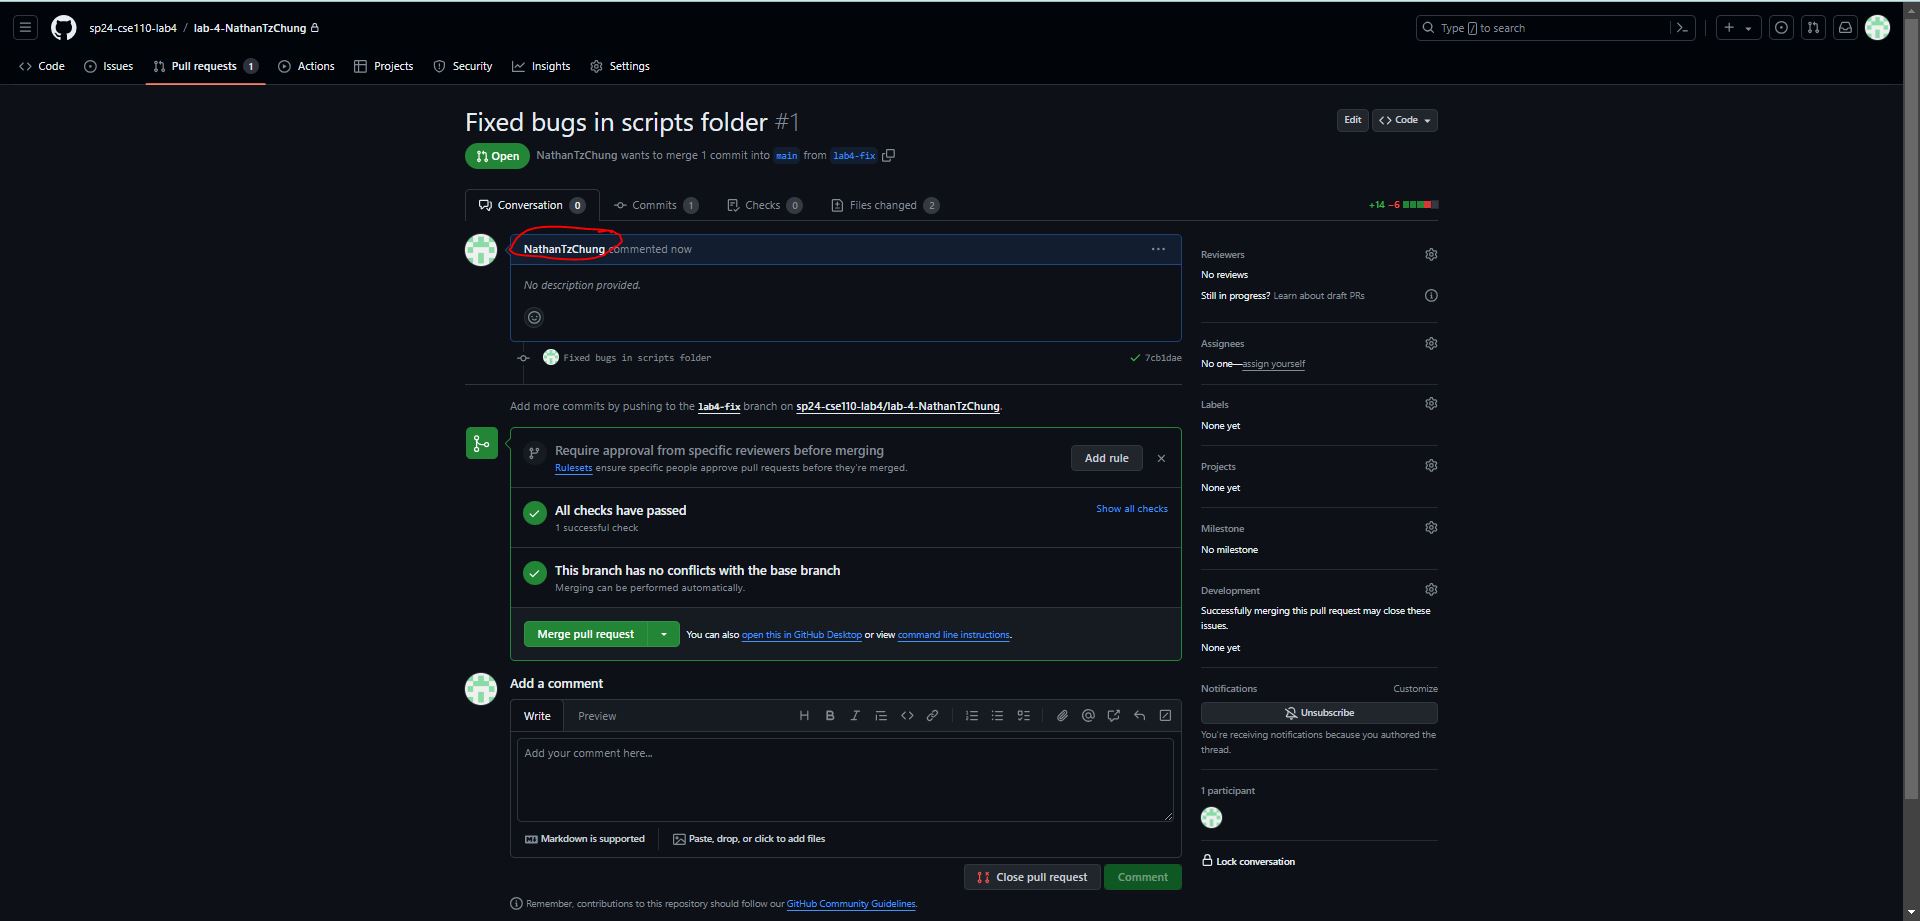 sp24-cse110-lab4 / lab-4-NathanTzChung
Type / to search
Code Issues Pull requests 1 Actions Projects Security Insights Settings
Fixed bugs in scripts folder #1
Edit <> Code
Open NathanTzChung wants to merge 1 commit into main from lab4-fix
Conversation 0 Commits 1 Checks 0 Files changed 2
+14 −6
NathanTzChung commented now
No description provided.
Fixed bugs in scripts folder 7cb1dae
Add more commits by pushing to the lab4-fix branch on sp24-cse110-lab4/lab-4-NathanTzChung.
Require approval from specific reviewers before merging
Rulesets ensure specific people approve pull requests before they're merged.
Add rule
All checks have passed
1 successful check
Show all checks
This branch has no conflicts with the base branch
Merging can be performed automatically.
Merge pull request You can also open this in GitHub Desktop or view command line instructions.
Add a comment
Write Preview
Add your comment here...
Markdown is supported Paste, drop, or click to add files
Close pull request Comment
Remember, contributions to this repository should follow our GitHub Community Guidelines.
Reviewers
No reviews
Still in progress? Learn about draft PRs
Assignees
No one—assign yourself
Labels
None yet
Projects
None yet
Milestone
No milestone
Development
Successfully merging this pull request may close these
issues.
None yet
Notifications Customize
Unsubscribe
You're receiving notifications because you authored the
thread.
1 participant
Lock conversation